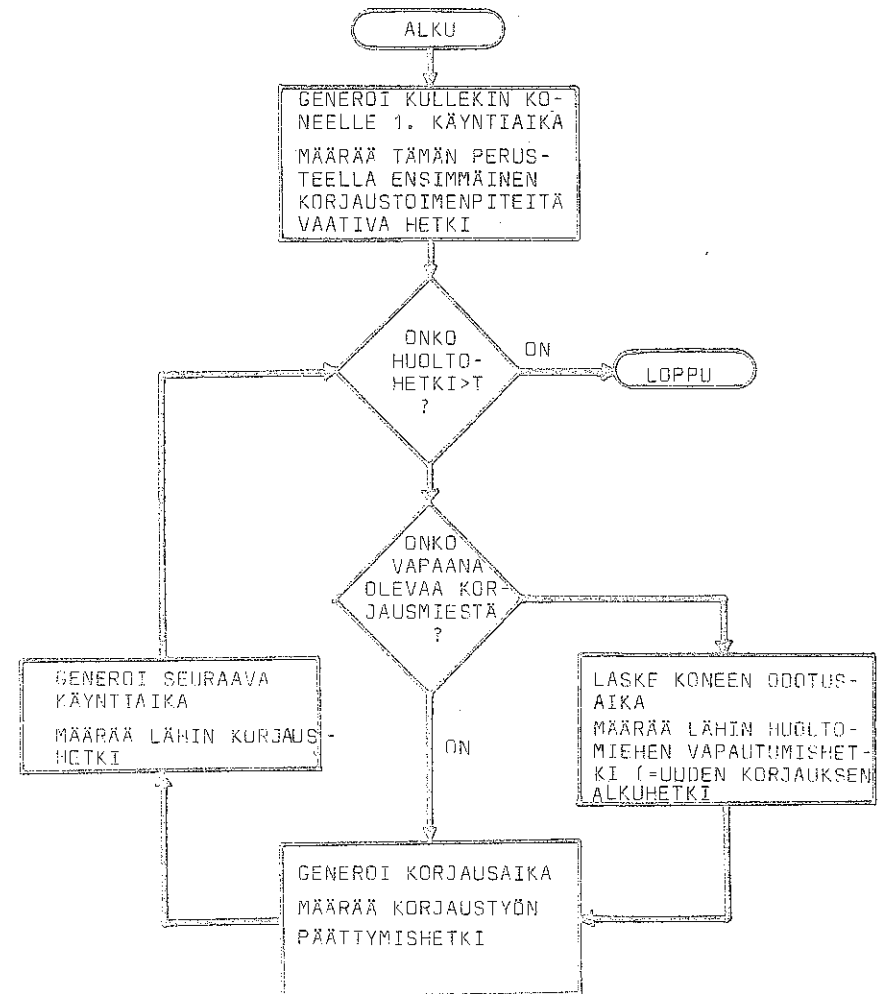 ALKU
GENEROI KULLEKIN KO-
NEELLE 1. KÄYNTIAIKA
MÄÄRÄÄ TÄMÄN PERUS-
TEELLA ENSIMMÄINEN
KORJAUSTOIMENPITEITÄ
VAATIVA HETKI
ONKO
HUOLTO-
HETKI>T
?
ON
LOPPU
ONKO
VAPAANA
OLEVAA KOR-
JAUSMIESTÄ
?
GENEROI SEURAAVA
KÄYNTIAIKA
MÄÄRÄÄ LÄHIN KORJAUS-
HETKI
ON
LASKE KONEEN ODOTUS-
AIKA
MÄÄRÄÄ LÄHIN HUOLTO-
MIEHEN VAPAUTUMISHET-
KI (=UUDEN KORJAUKSEN
ALKUHETKI
GENEROI KORJAUSAIKA
MÄÄRÄÄ KORJAUSTYÖN
PÄÄTTYMISHETKI